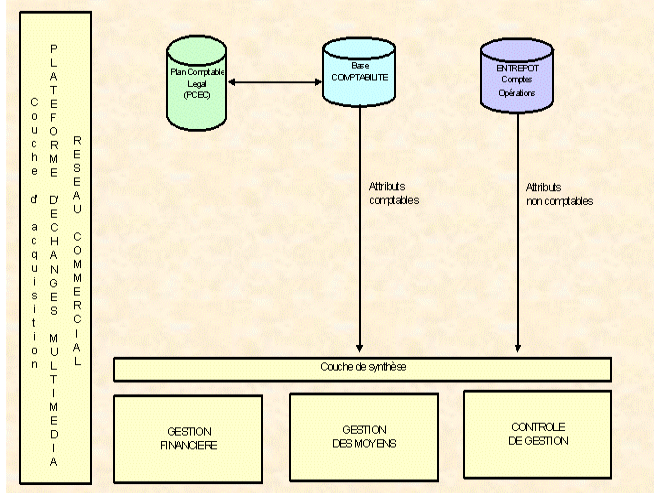 Couche d' acquisition
PLATEFORME D'ECHANGES MULTIMEDIA
RESEAU COMMERCIAL
Plan Comptable
Legal
(PCEC)
Base
COMPTABILITE
ENTREPOT
Comptes
Opérations
Attributs
comptables
Attributs
non comptables
Couche de synthèse
GESTION
FINANCIERE
GESTION
DES MOYENS
CONTROLE
DE GESTION